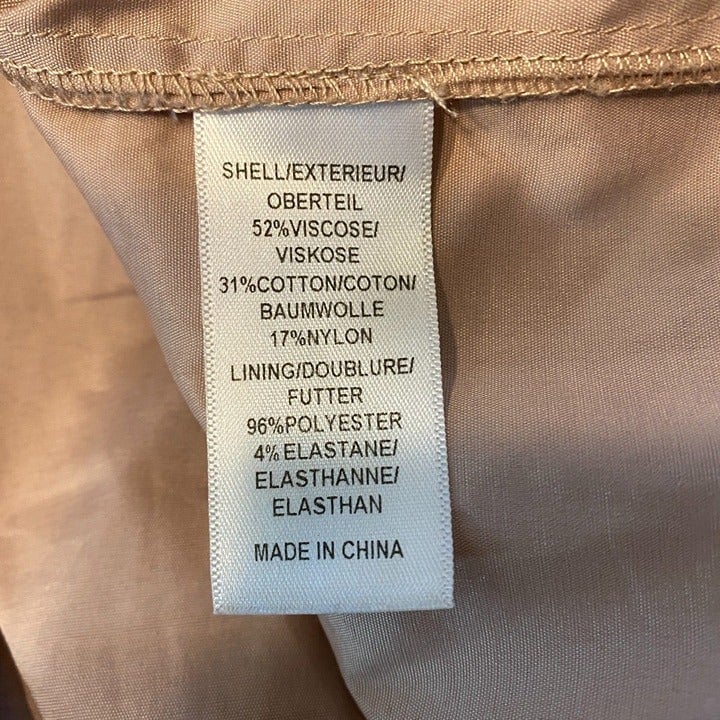 SHELL/EXTERIEUR/
OBERTEIL
52%VISCOSE/
VISKOSE
31%COTTON/COTON/
BAUMWOLLE
17%NYLON
LINING/DOUBLURE/
FUTTER
96%POLYESTER
4%ELASTANE/
ELASTHANNE/
ELASTHAN
MADE IN CHINA